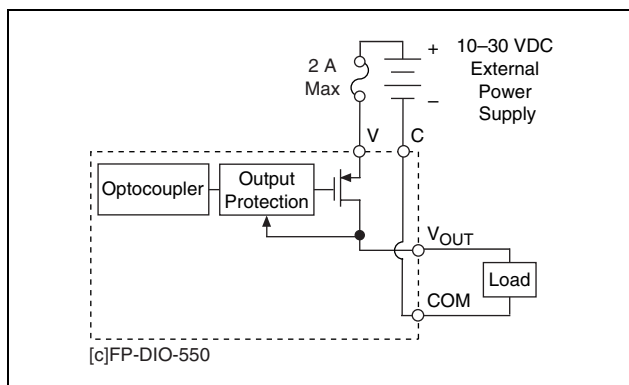 2 A
Max
+
–
10–30 VDC
External
Power
Supply
V
C
Optocoupler
Output
Protection
VOUT
Load
COM
[c]FP-DIO-550